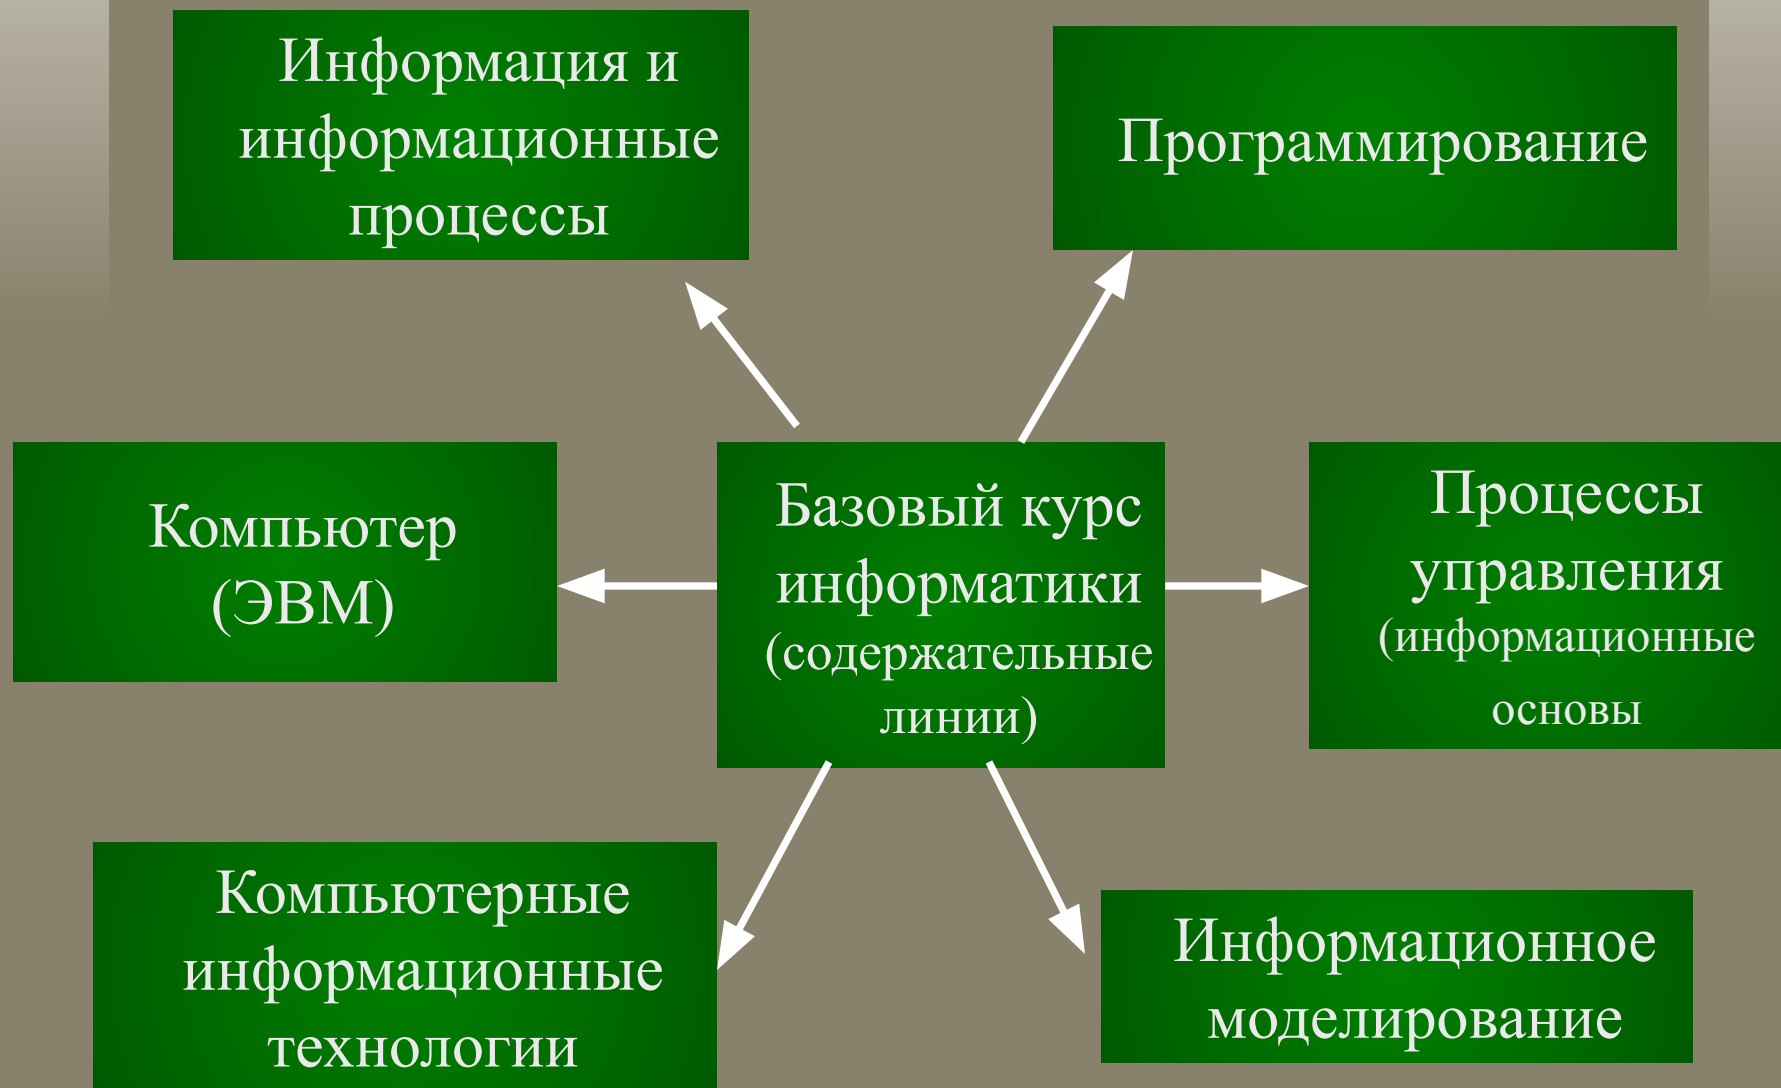 Информация и
информационные
процессы
Программирование
Компьютер
(ЭВМ)
Базовый курс
информатики
(содержательные
линии)
Процессы
управления
(информационные
основы
Компьютерные
информационные
технологии
Информационное
моделирование